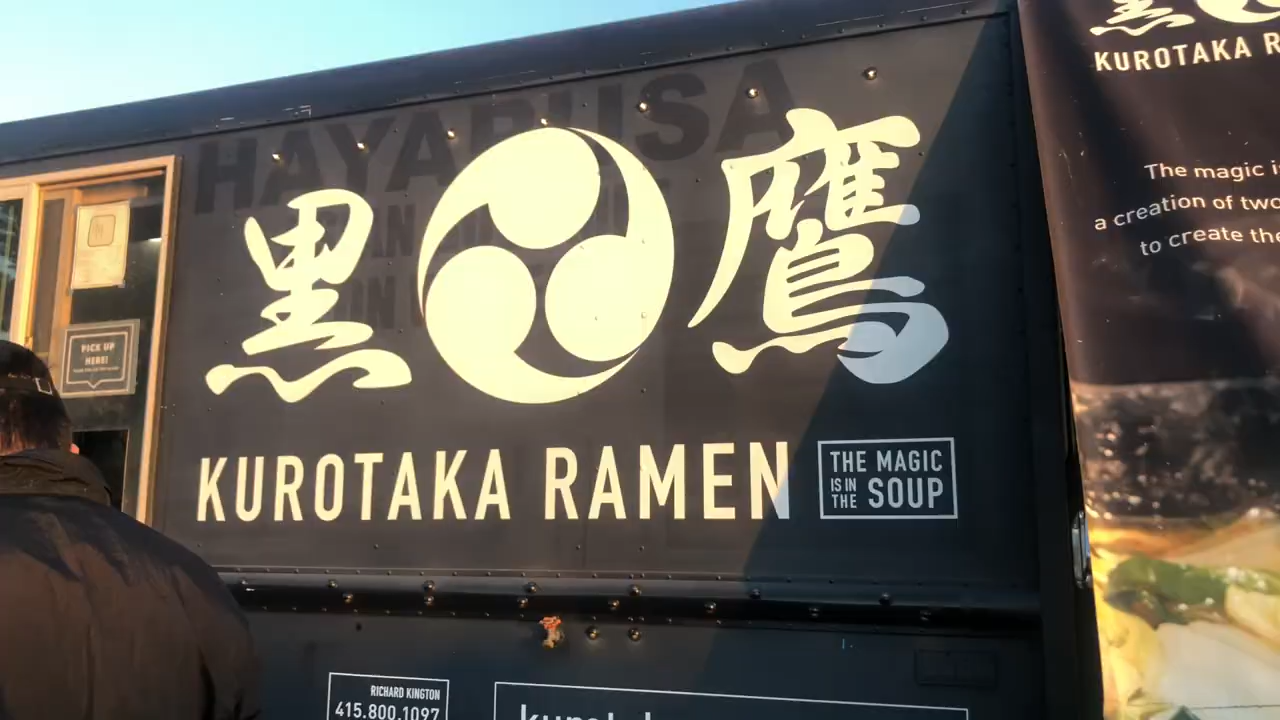 HAYABUSA
黒鷹
KUROTAKA RAMEN
THE MAGIC
IS IN
THE
SOUP
PICK UP
HERE!
RICHARD KINGTON
415.800.1097
KUROTAKA R
The magic i
a creation of two
to create the